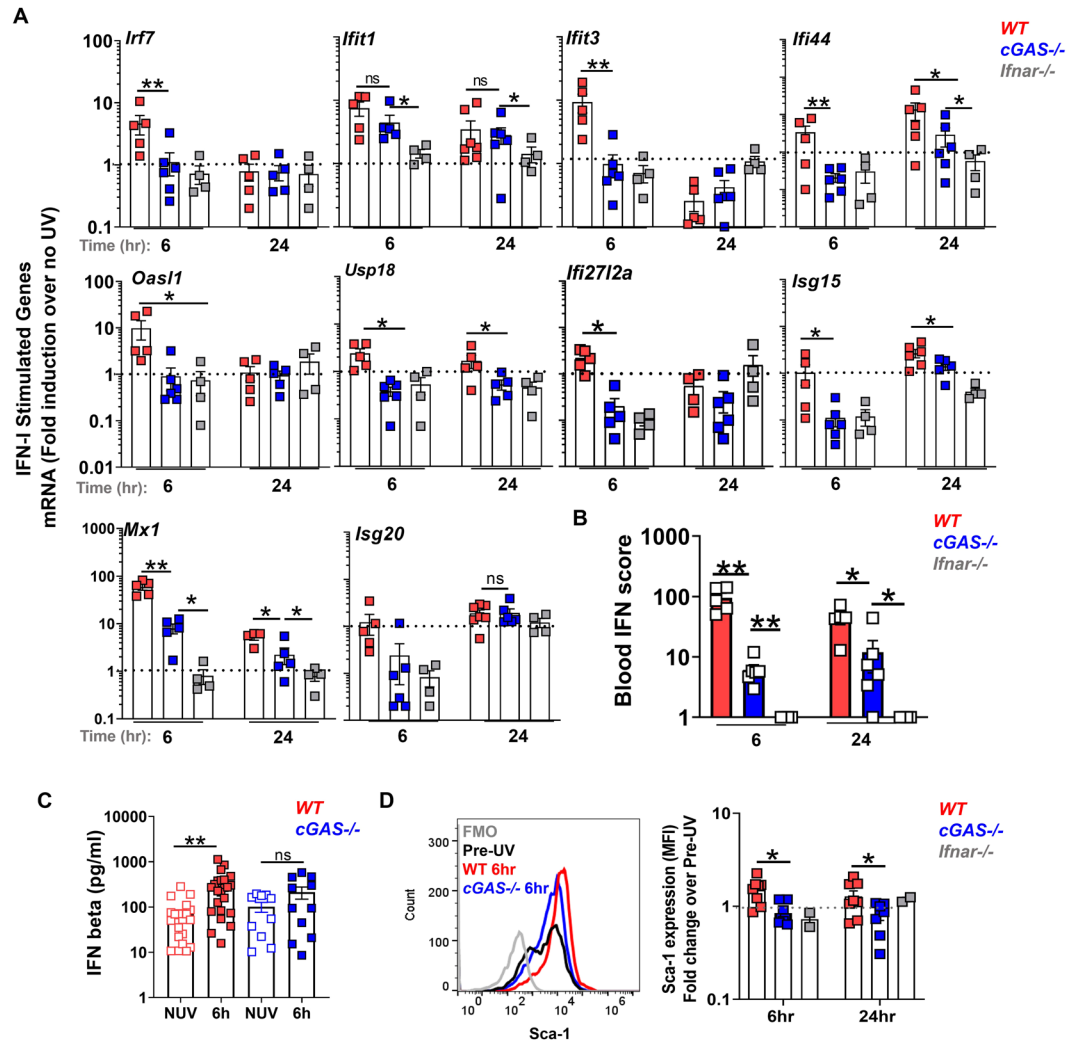 A
WT
cGAS-/-
Ifnar-/-
IFN-I Stimulated Genes
mRNA (Fold induction over no UV)
Irf7
Ifit1
Ifit3
Ifi44
100
10
1
0.1
**
ns
*
ns
*
**
**
*
*
Time (hr):
6
24
6
24
6
24
6
24
Oasl1
Usp18
Ifi27l2a
Isg15
100
10
1
0.1
0.01
*
*
*
*
*
*
Time (hr):
6
24
6
24
6
24
6
24
Mx1
Isg20
1000
100
10
1
0.1
**
*
*
*
ns
Time (hr):
6
24
6
24
B
WT
cGAS-/-
Ifnar-/-
Blood IFN score
1000
100
10
1
**
**
*
*
6
24
C
WT
cGAS-/-
IFN beta (pg/ml)
10000
1000
100
10
1
**
ns
NUV
6h
NUV
6h
D
FMO
Pre-UV
WT 6hr
cGAS-/- 6hr
Count
300
200
100
0
10⁰
10²
10⁴
10⁶
Sca-1
WT
cGAS-/-
Ifnar-/-
Sca-1 expression (MFI)
Fold change over Pre-UV
10
1
0.1
*
*
6hr
24hr